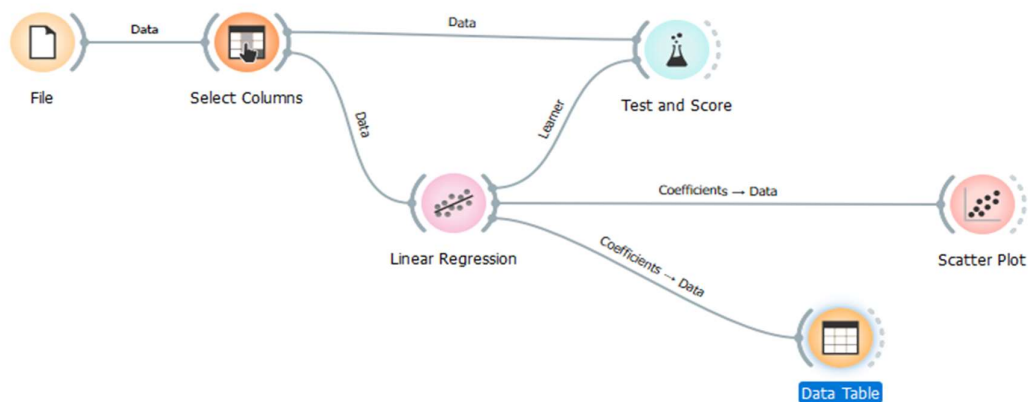 File
Data
Select Columns
Data
Test and Score
Data
Learner
Linear Regression
Coefficients → Data
Scatter Plot
Coefficients → Data
Data Table